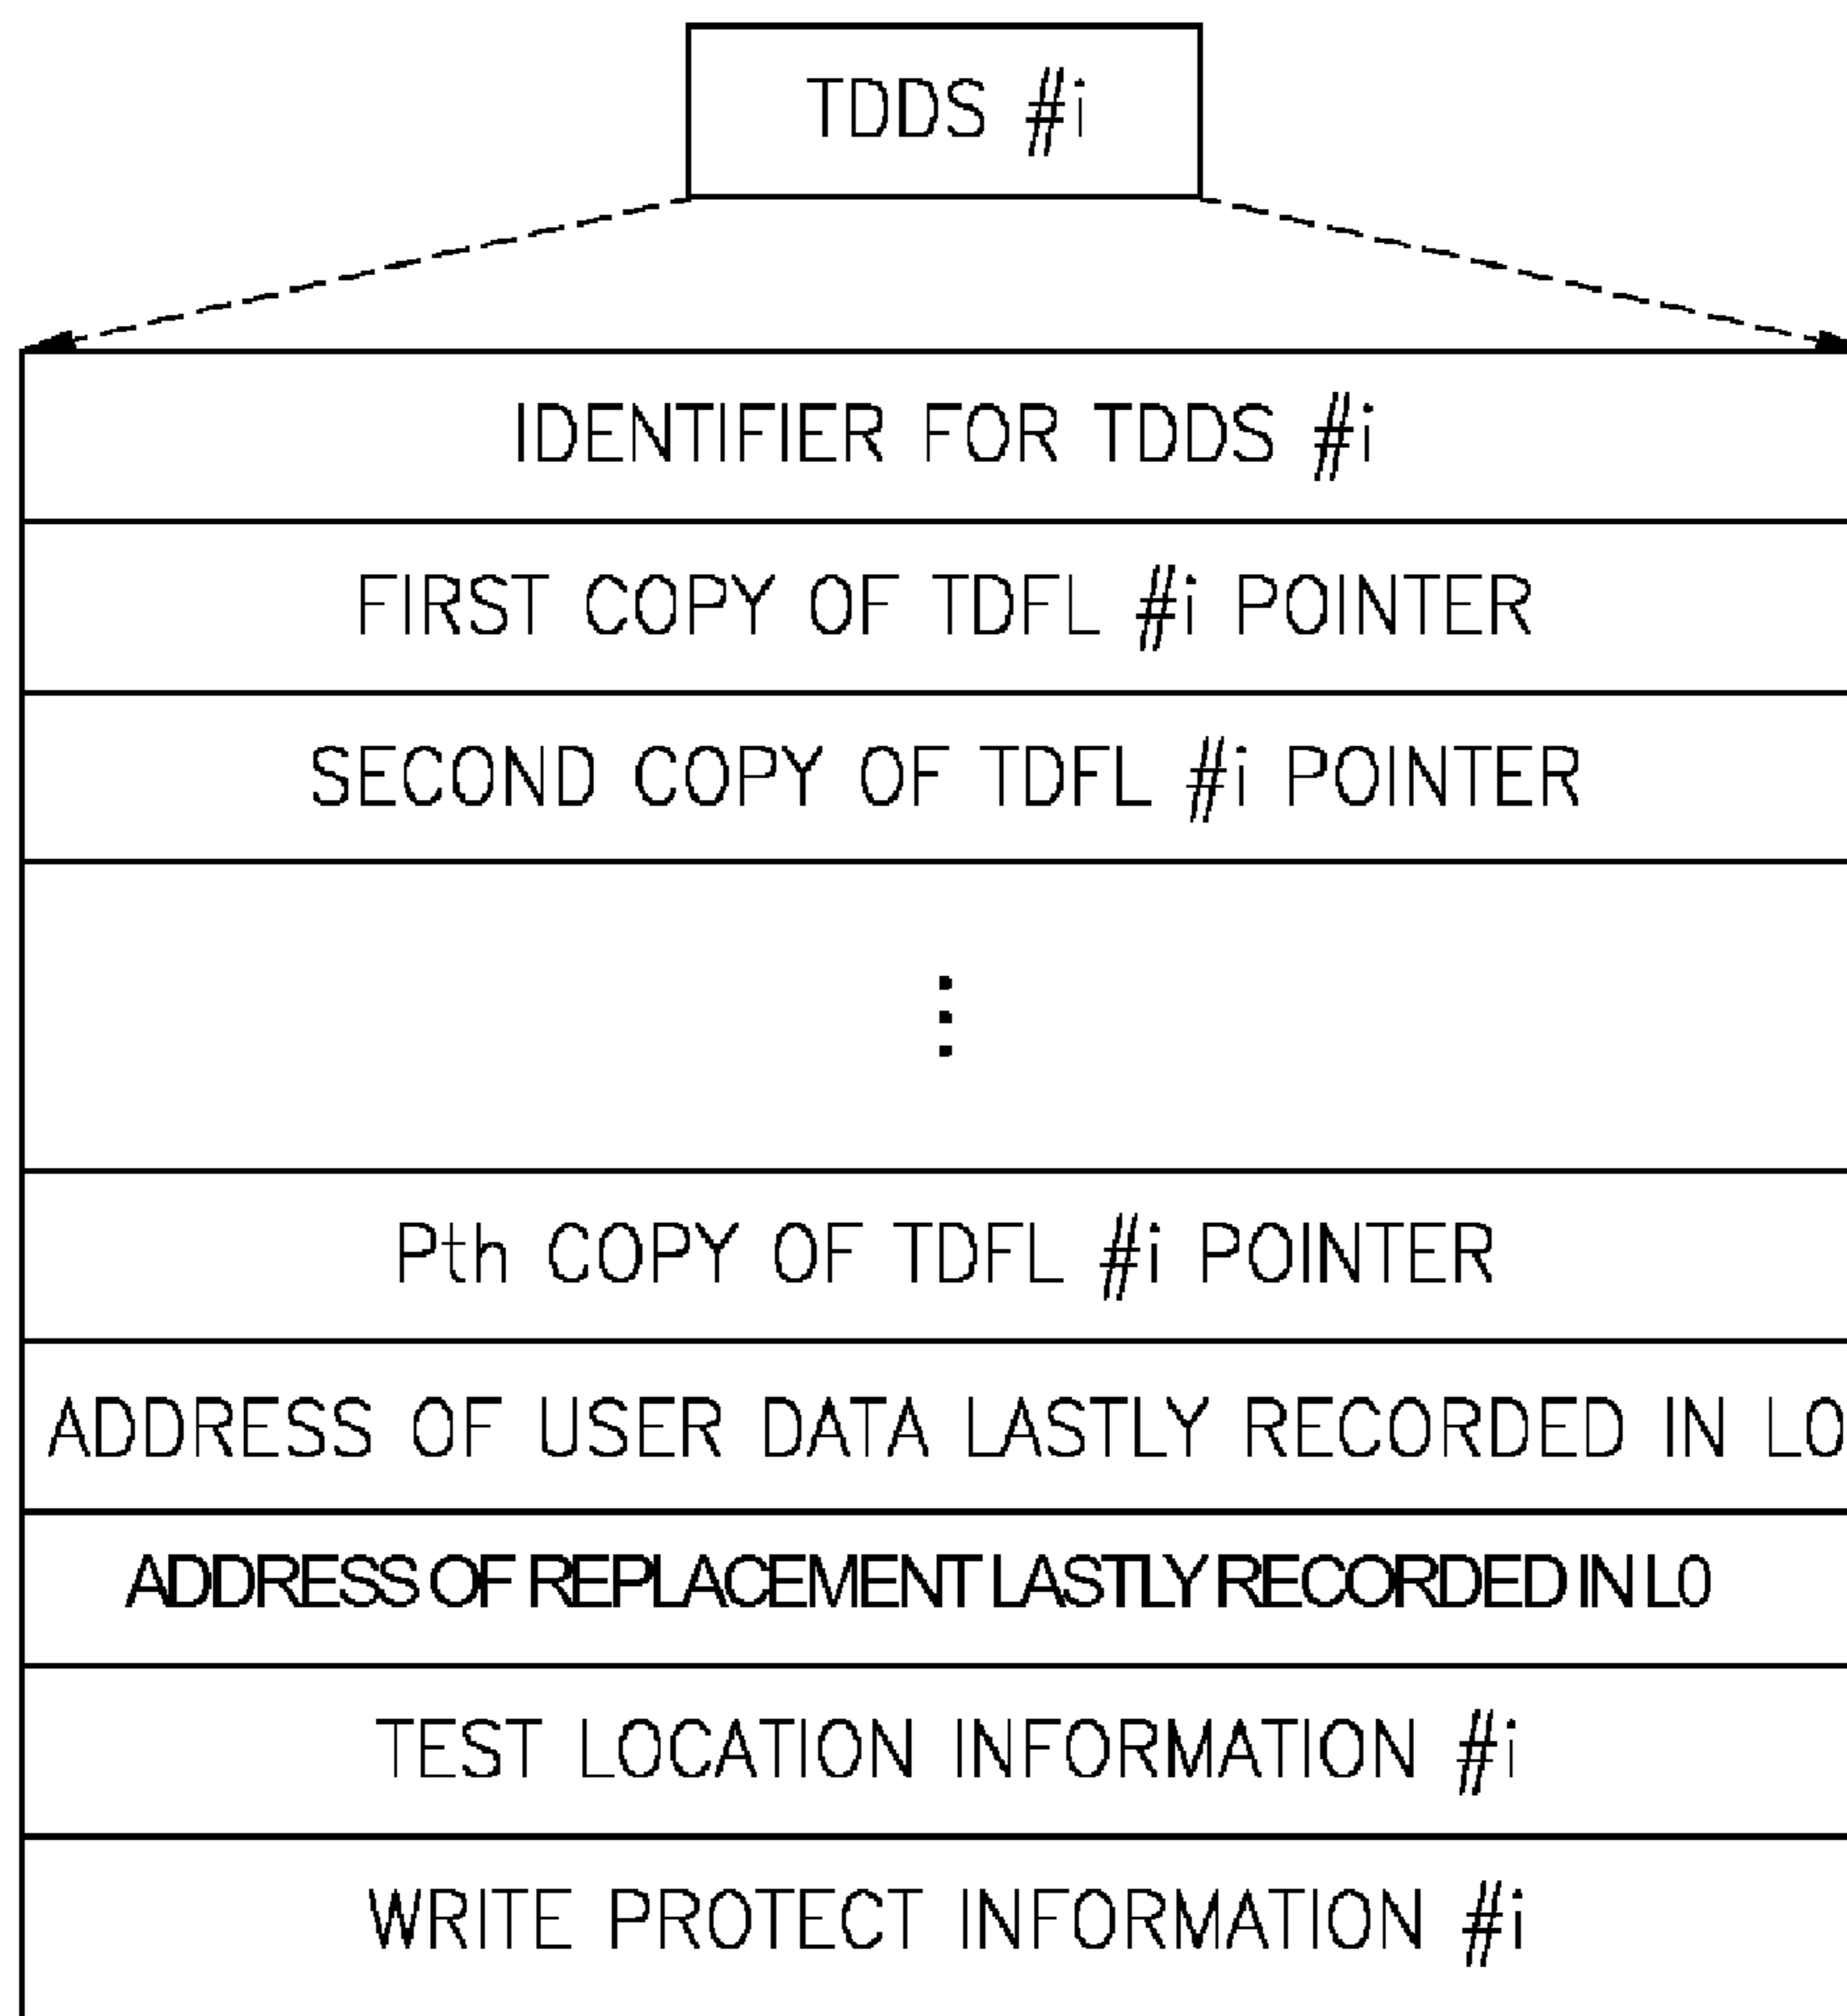 TDDS #i
IDENTIFIER FOR TDDS #i
FIRST COPY OF TDFL #i POINTER
SECOND COPY OF TDFL #i POINTER
⋮
Pth COPY OF TDFL #i POINTER
ADDRESS OF USER DATA LASTLY RECORDED IN L0
ADDRESS OF REPLACEMENT LASTLY RECORDED IN L0
TEST LOCATION INFORMATION #i
WRITE PROTECT INFORMATION #i